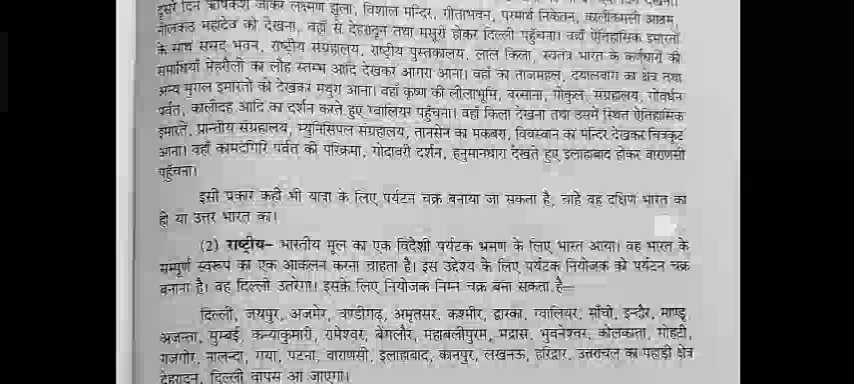 दूसरे दिन ऋषिकेश जाकर लक्ष्मण झूला, विशाल मन्दिर, गीताभवन, परमार्थ निकेतन, कालीकमली आश्रम,
नीलकंठ महादेव को देखना, वहाँ से देहरादून तथा मसूरी होकर दिल्ली पहुँचना। वहाँ ऐतिहासिक इमारतों
के साथ संसद भवन, राष्ट्रीय संग्रहालय, राष्ट्रीय पुस्तकालय, लाल किला, स्वतंत्र भारत के कर्णधारों की
समाधियाँ मेहरौली का लौह स्तम्भ आदि देखकर आगरा आना। वहाँ का ताजमहल, दयालबाग का क्षेत्र तथा
अन्य मुगल इमारतों को देखकर मथुरा आना। वहाँ कृष्ण की लीलाभूमि, बरसाना, गोकुल, संग्रहालय, गोवर्धन
पर्वत, कालीदह आदि का दर्शन करते हुए ग्वालियर पहुँचना। वहाँ किला देखना तथा उसमें स्थित ऐतिहासिक
इमारतें, प्रान्तीय संग्रहालय, म्युनिसिपल संग्रहालय, तानसेन का मकबरा, विवस्वान का मन्दिर देखकर चित्रकूट
आना। वहाँ कामदगिरि पर्वत की परिक्रमा, गोदावरी दर्शन, हनुमानधारा देखते हुए इलाहाबाद होकर वाराणसी
पहुँचना।
इसी प्रकार कहीं भी यात्रा के लिए पर्यटन चक्र बनाया जा सकता है, चाहे वह दक्षिण भारत का
हो या उत्तर भारत का।
(2) राष्ट्रीय– भारतीय मूल का एक विदेशी पर्यटक भ्रमण के लिए भारत आया। वह भारत के
सम्पूर्ण स्वरूप का एक आकलन करना चाहता है। इस उद्देश्य के लिए पर्यटक नियोजक को पर्यटन चक्र
बनाना है। वह दिल्ली उतरेगा। इसके लिए नियोजक निम्न चक्र बना सकता है–
दिल्ली, जयपुर, अजमेर, चण्डीगढ़, अमृतसर, कश्मीर, द्वारका, ग्वालियर, साँची, इन्दौर, माण्डू,
अजन्ता, मुम्बई, कन्याकुमारी, रामेश्वर, बेंगलौर, महाबलीपुरम, मद्रास, भुवनेश्वर, कोलकाता, गोहटी,
राजगीर, नालन्दा, गया, पटना, वाराणसी, इलाहाबाद, कानपुर, लखनऊ, हरिद्वार, उत्तरांचल का पहाड़ी क्षेत्र
देहरादून, दिल्ली वापस आ जाएगा।